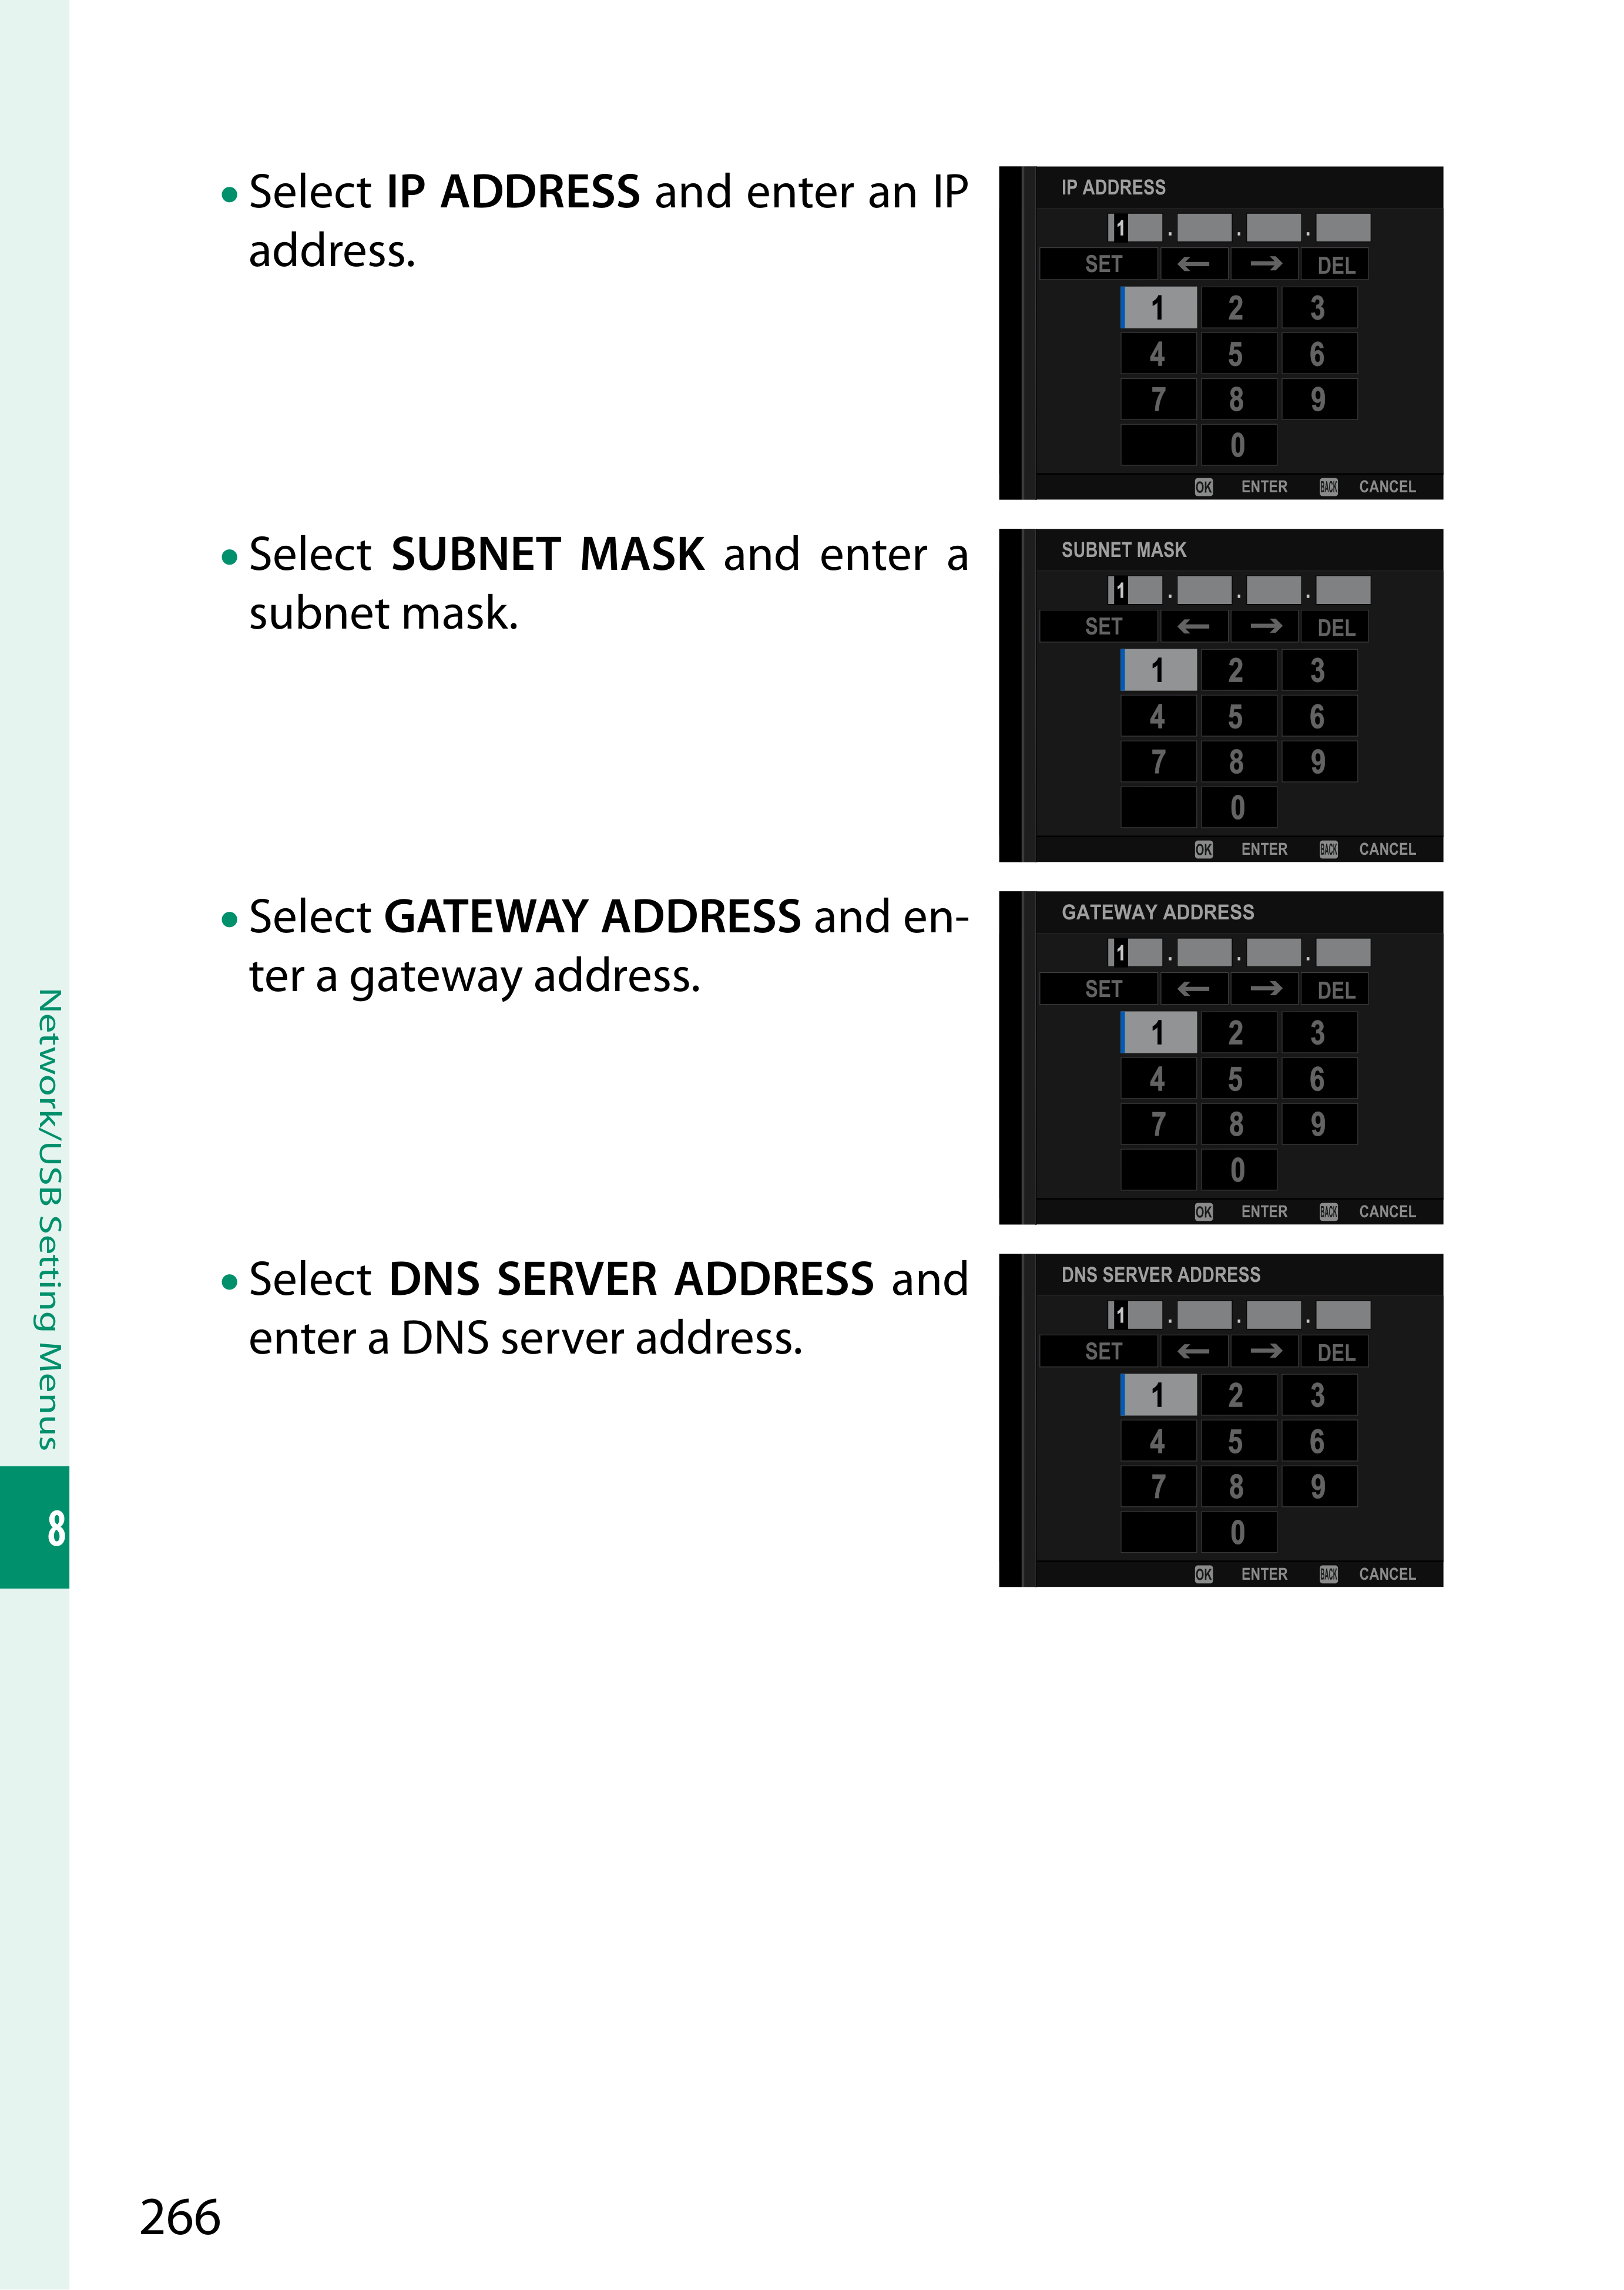 • Select IP ADDRESS and enter an IP
address.
IP ADDRESS
1 . . .
SET ← → DEL
1 2 3
4 5 6
7 8 9
0
OK ENTER BACK CANCEL
• Select SUBNET MASK and enter a
subnet mask.
SUBNET MASK
1 . . .
SET ← → DEL
1 2 3
4 5 6
7 8 9
0
OK ENTER BACK CANCEL
• Select GATEWAY ADDRESS and en-
ter a gateway address.
GATEWAY ADDRESS
1 . . .
SET ← → DEL
1 2 3
4 5 6
7 8 9
0
OK ENTER BACK CANCEL
• Select DNS SERVER ADDRESS and
enter a DNS server address.
DNS SERVER ADDRESS
1 . . .
SET ← → DEL
1 2 3
4 5 6
7 8 9
0
OK ENTER BACK CANCEL
Network/USB Setting Menus
8
266